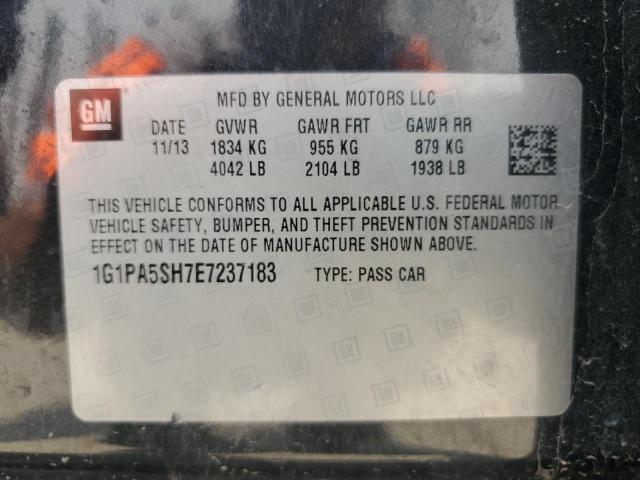 GM
MFD BY GENERAL MOTORS LLC
DATE GVWR GAWR FRT GAWR RR
11/13 1834 KG 955 KG 879 KG
4042 LB 2104 LB 1938 LB
THIS VEHICLE CONFORMS TO ALL APPLICABLE U.S. FEDERAL MOTOR
VEHICLE SAFETY, BUMPER, AND THEFT PREVENTION STANDARDS IN
EFFECT ON THE DATE OF MANUFACTURE SHOWN ABOVE.
1G1PA5SH7E7237183 TYPE: PASS CAR